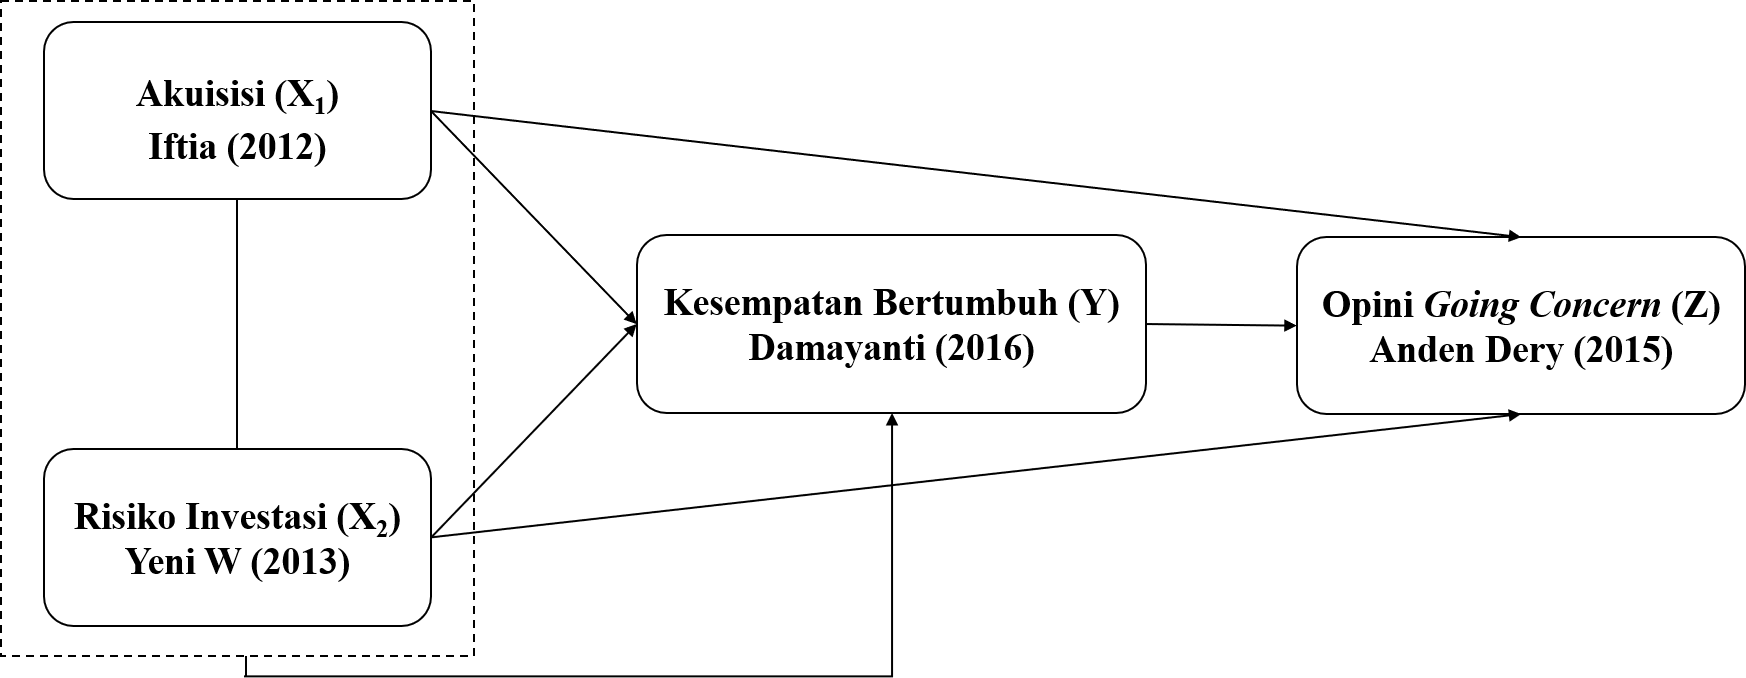 Akuisisi (X₁)
Iftia (2012)
Kesempatan Bertumbuh (Y)
Damayanti (2016)
Opini Going Concern (Z)
Anden Dery (2015)
Risiko Investasi (X₂)
Yeni W (2013)